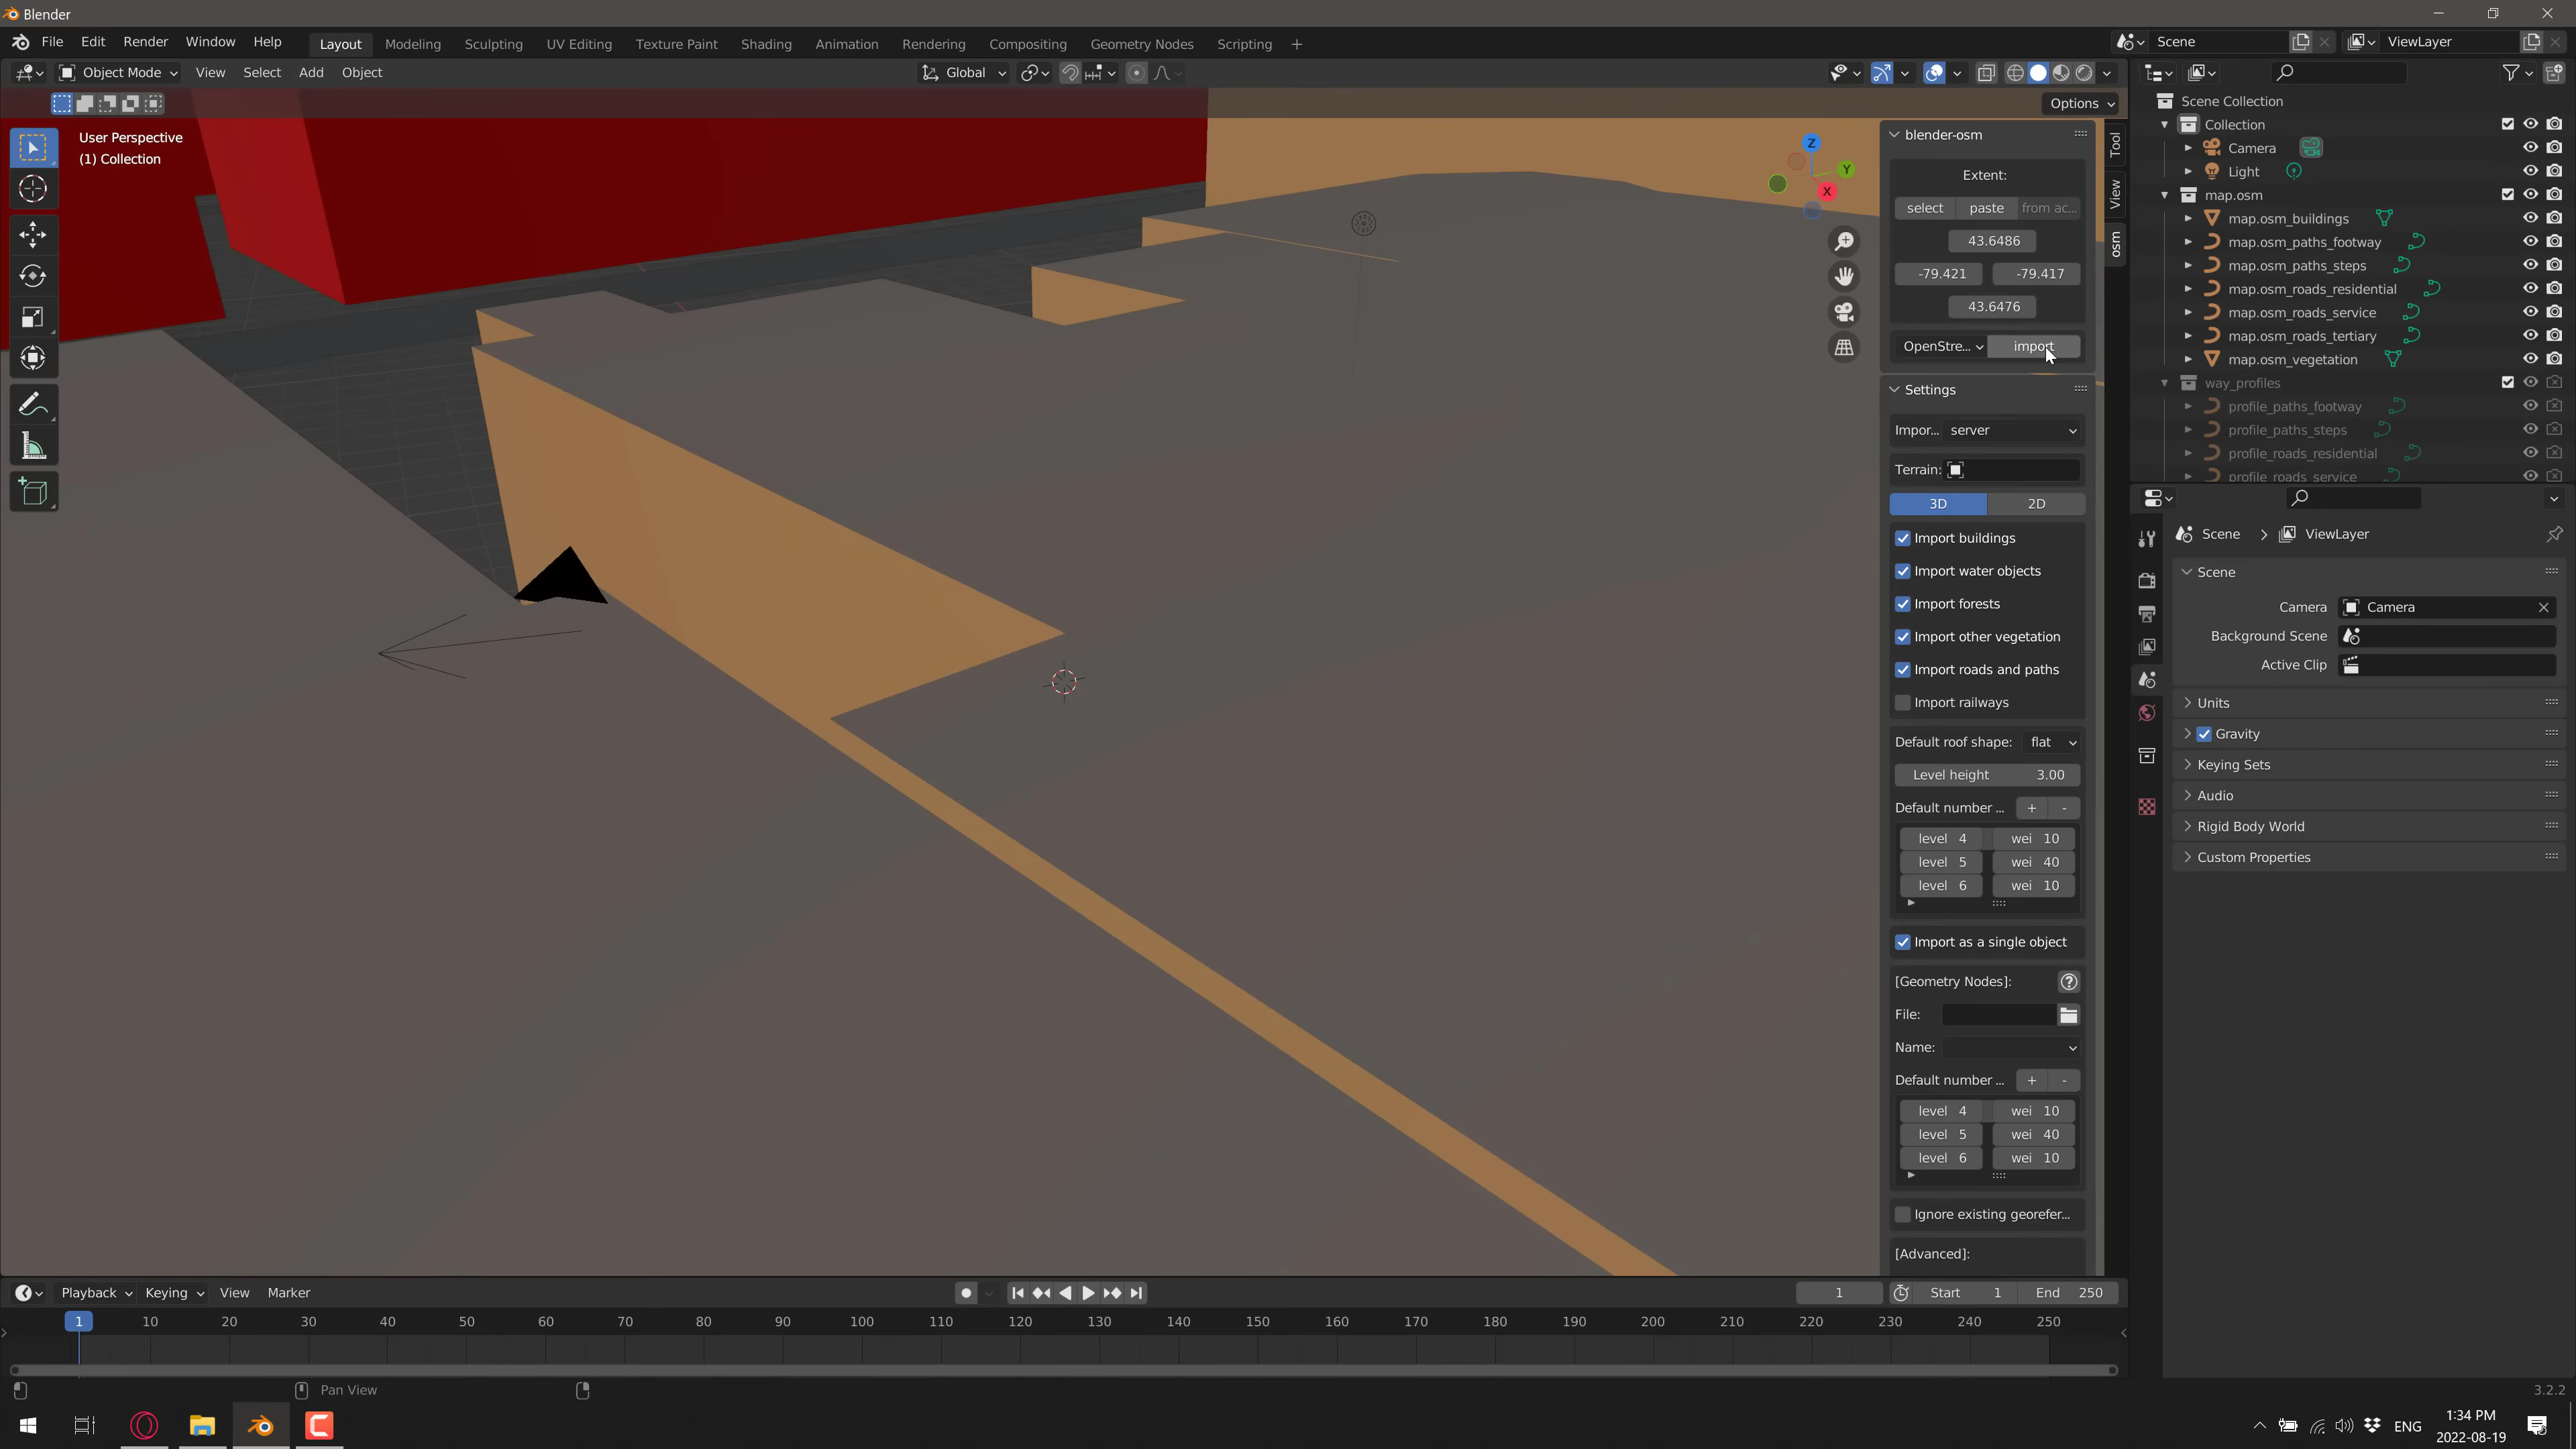 Blender
File Edit Render Window Help Layout Modeling Sculpting UV Editing Texture Paint Shading Animation Rendering Compositing Geometry Nodes Scripting + Scene ViewLayer
Object Mode View Select Add Object Global
Options
User Perspective
(1) Collection
Z
Y
X
blender-osm
Extent:
select paste from ac...
43.6486
-79.421 -79.417
43.6476
OpenStre... import
Settings
Impor... server
Terrain:
3D 2D
Import buildings
Import water objects
Import forests
Import other vegetation
Import roads and paths
Import railways
Default roof shape: flat
Level height 3.00
Default number ... + -
level 4 wei 10
level 5 wei 40
level 6 wei 10
Import as a single object
[Geometry Nodes]:
File:
Name:
Default number ... + -
level 4 wei 10
level 5 wei 40
level 6 wei 10
Ignore existing georefer...
[Advanced]:
Tool
View
osm
Scene Collection
Collection
Camera
Light
map.osm
map.osm_buildings
map.osm_paths_footway
map.osm_paths_steps
map.osm_roads_residential
map.osm_roads_service
map.osm_roads_tertiary
map.osm_vegetation
way_profiles
profile_paths_footway
profile_paths_steps
profile_roads_residential
profile_roads_service
Scene ViewLayer
Scene
Camera Camera
Background Scene
Active Clip
Units
Gravity
Keying Sets
Audio
Rigid Body World
Custom Properties
Playback Keying View Marker 1 Start 1 End 250
1 10 20 30 40 50 60 70 80 90 100 110 120 130 140 150 160 170 180 190 200 210 220 230 240 250
Pan View 3.2.2
ENG 1:34 PM
2022-08-19